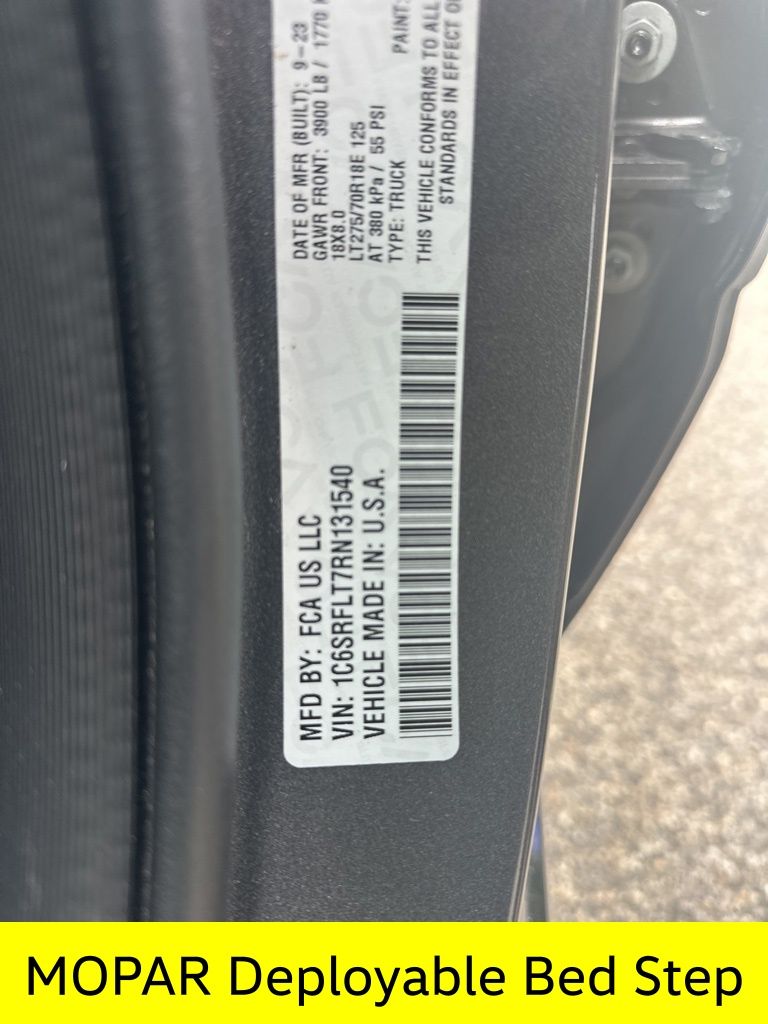 MFD BY: FCA US LLC
VIN: 1C6SRFLT7RN131540
VEHICLE MADE IN: U.S.A.
DATE OF MFR (BUILT): 9-23
GAWR FRONT: 3900 LB / 1770 K
18X8.0
LT275/70R18E 125
AT 380 kPa / 55 PSI
TYPE: TRUCK
PAINT:
THIS VEHICLE CONFORMS TO ALL
STANDARDS IN EFFECT
MOPAR Deployable Bed Step